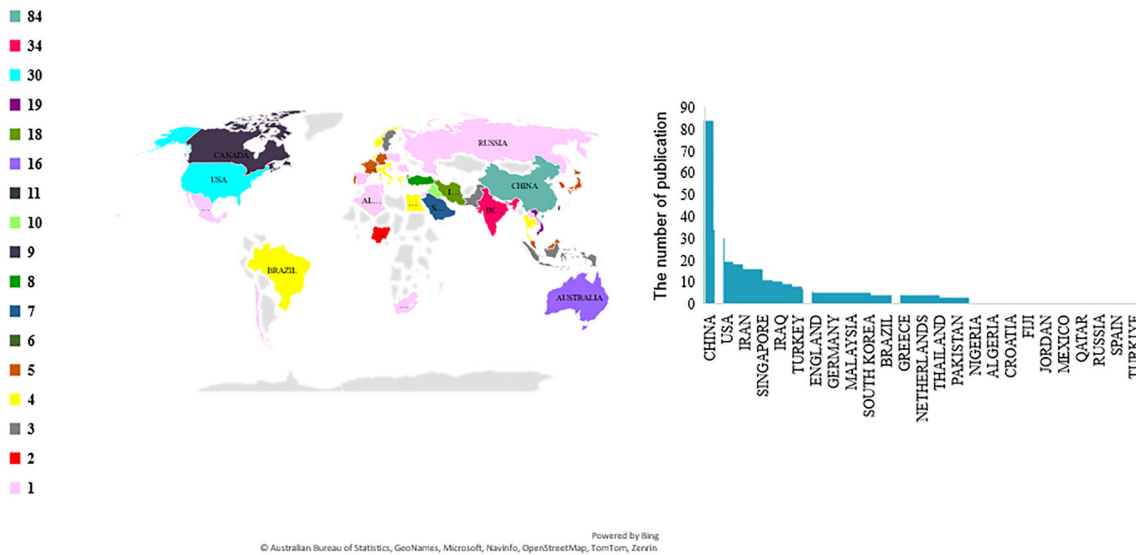 84
34
30
19
18
16
11
10
9
8
7
6
5
4
3
2
1
CANADA
USA
...
BRAZIL
RUSSIA
CHINA
AL...
...
I...
S...
IN...
...
AUSTRALIA
The number of publication
90
80
70
60
50
40
30
20
10
0
CHINA
USA
IRAN
SINGAPORE
IRAQ
TURKEY
ENGLAND
GERMANY
MALAYSIA
SOUTH KOREA
BRAZIL
GREECE
NETHERLANDS
THAILAND
PAKISTAN
NIGERIA
ALGERIA
CROATIA
FIJI
JORDAN
MEXICO
QATAR
RUSSIA
SPAIN
TURKIYE
Powered by Bing
© Australian Bureau of Statistics, GeoNames, Microsoft, Navinfo, OpenStreetMap, TomTom, Zenrin